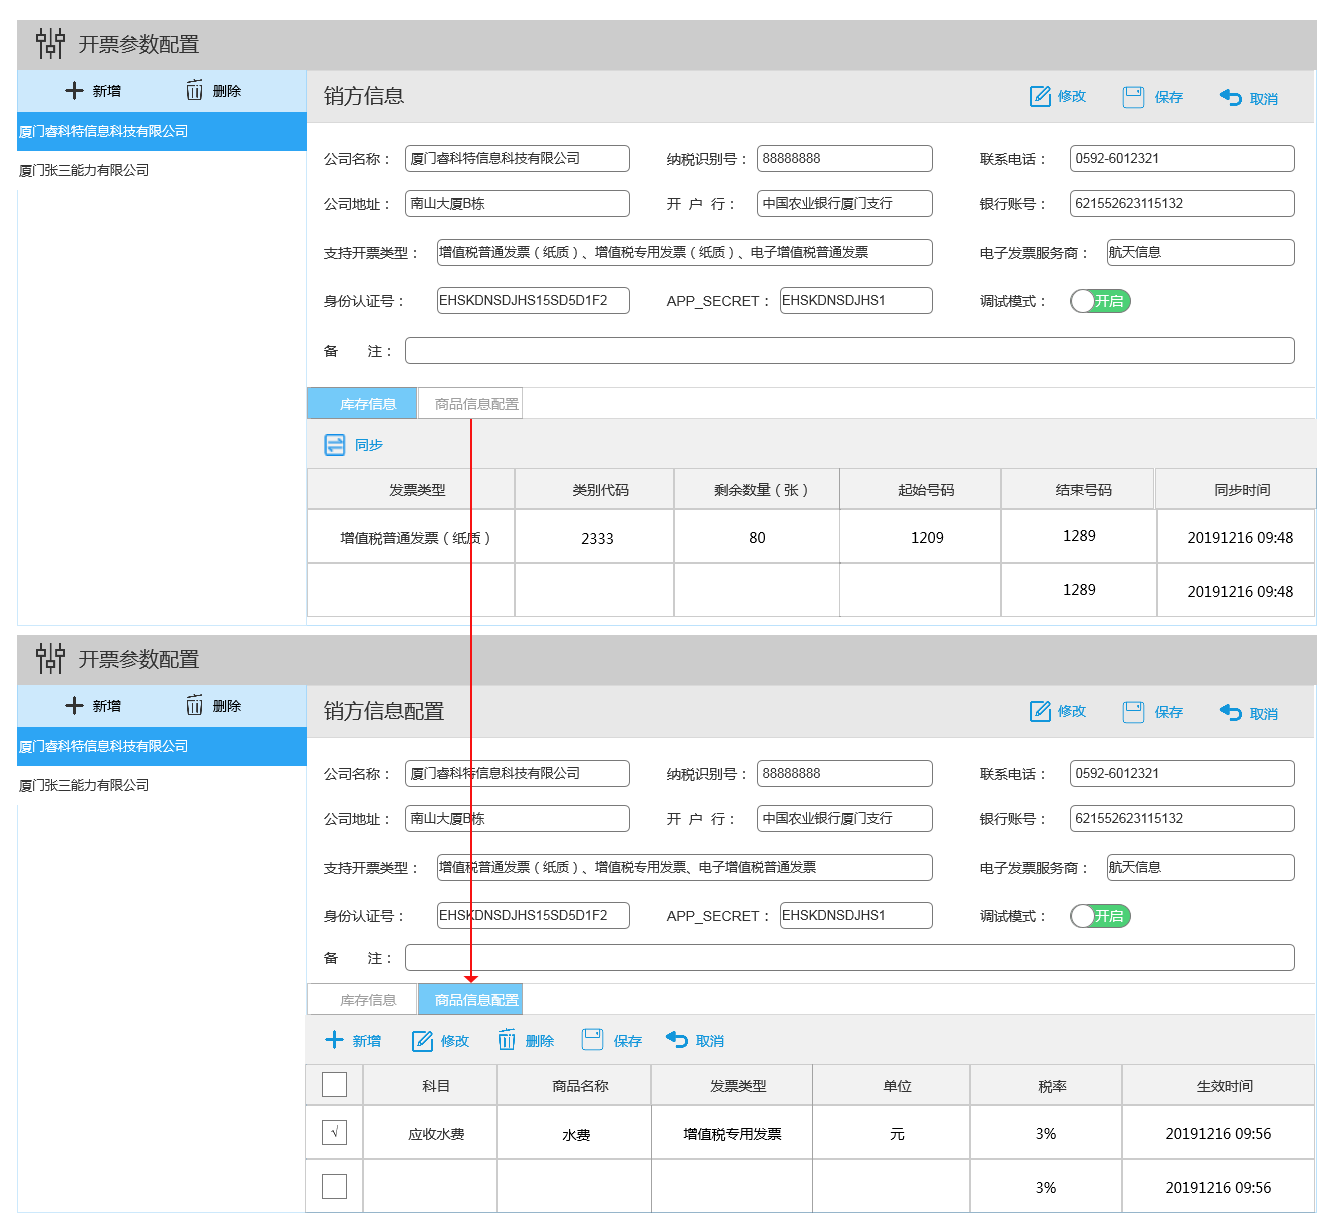 开票参数配置
新增 删除
厦门睿科特信息科技有限公司
厦门张三能力有限公司
销方信息 修改 保存 取消
公司名称： 厦门睿科特信息科技有限公司 纳税识别号： 88888888 联系电话： 0592-6012321
公司地址： 南山大厦B栋 开 户 行： 中国农业银行厦门支行 银行账号： 621552623115132
支持开票类型： 增值税普通发票（纸质）、增值税专用发票（纸质）、电子增值税普通发票 电子发票服务商： 航天信息
身份认证号： EHSKDNSDJHS15SD5D1F2 APP_SECRET： EHSKDNSDJHS1 调试模式： 开启
备 注：
库存信息 商品信息配置
同步
发票类型 类别代码 剩余数量（张） 起始号码 结束号码 同步时间
增值税普通发票（纸质） 2333 80 1209 1289 20191216 09:48
1289 20191216 09:48
开票参数配置
新增 删除
厦门睿科特信息科技有限公司
厦门张三能力有限公司
销方信息配置 修改 保存 取消
公司名称： 厦门睿科特信息科技有限公司 纳税识别号： 88888888 联系电话： 0592-6012321
公司地址： 南山大厦B栋 开 户 行： 中国农业银行厦门支行 银行账号： 621552623115132
支持开票类型： 增值税普通发票（纸质）、增值税专用发票、电子增值税普通发票 电子发票服务商： 航天信息
身份认证号： EHSKDNSDJHS15SD5D1F2 APP_SECRET： EHSKDNSDJHS1 调试模式： 开启
备 注：
库存信息 商品信息配置
新增 修改 删除 保存 取消
科目 商品名称 发票类型 单位 税率 生效时间
√ 应收水费 水费 增值税专用发票 元 3% 20191216 09:56
3% 20191216 09:56